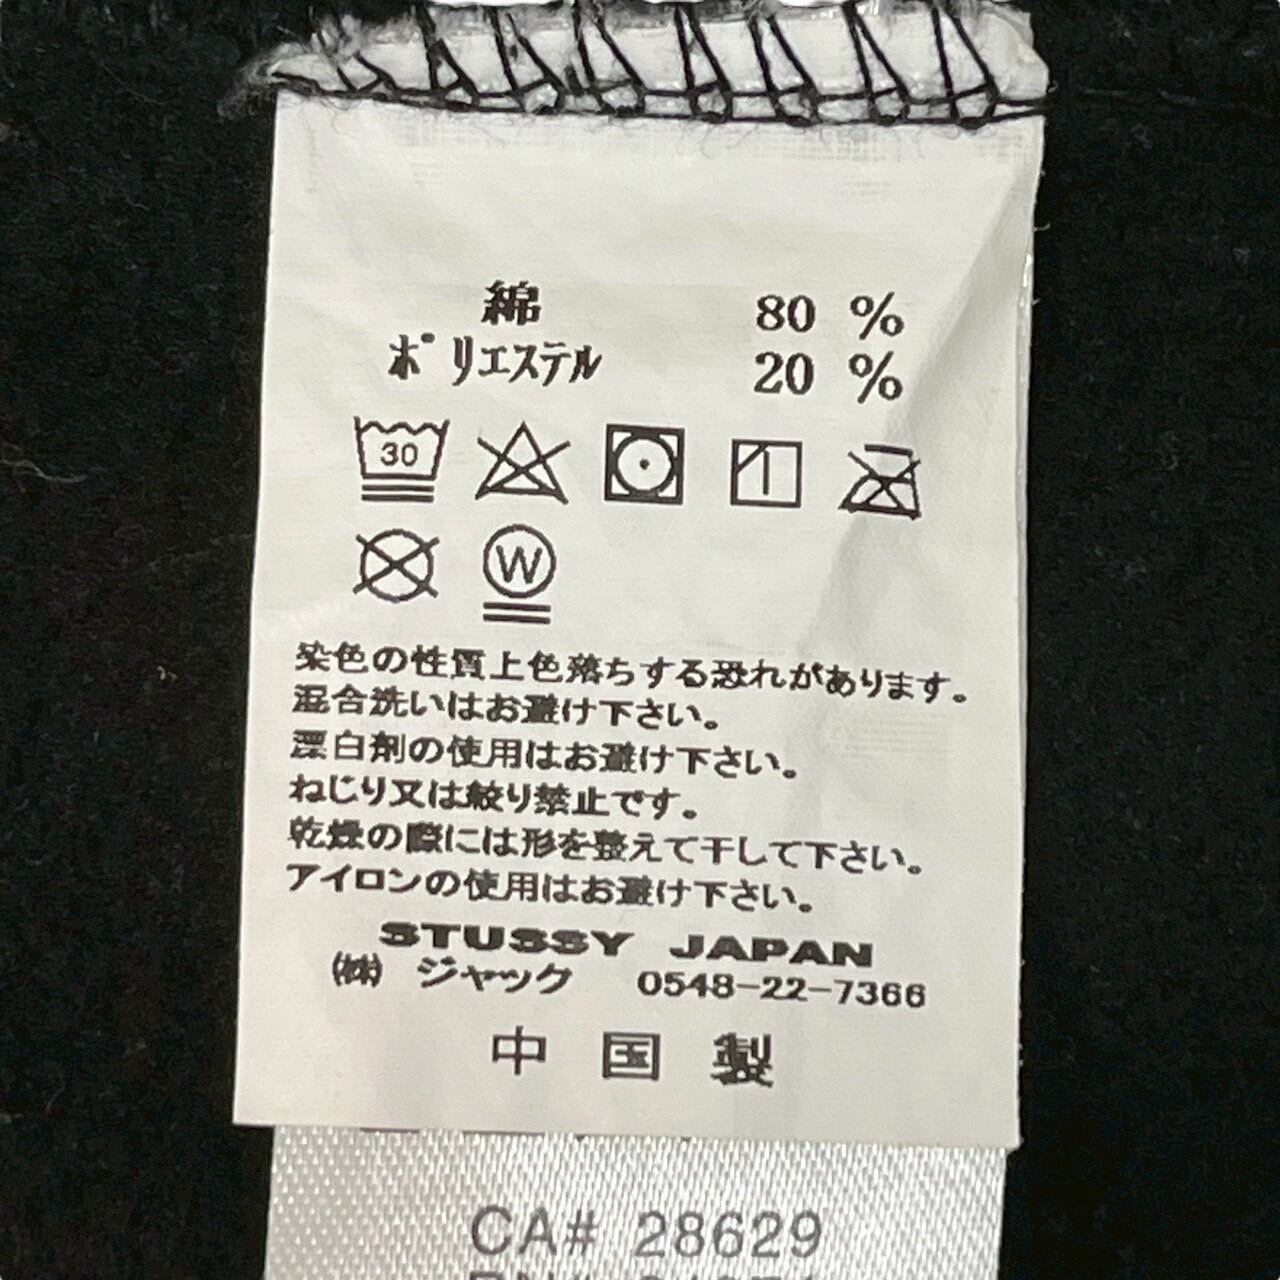 綿 80 %
ポリエステル 20 %
30
W
染色の性質上色落ちする恐れがあります。
混合洗いはお避け下さい。
漂白剤の使用はお避け下さい。
ねじり又は絞り禁止です。
乾燥の際には形を整えて干して下さい。
アイロンの使用はお避け下さい。
STUSSY JAPAN
(株) ジャック 0548-22-7366
中国製
CA# 28629